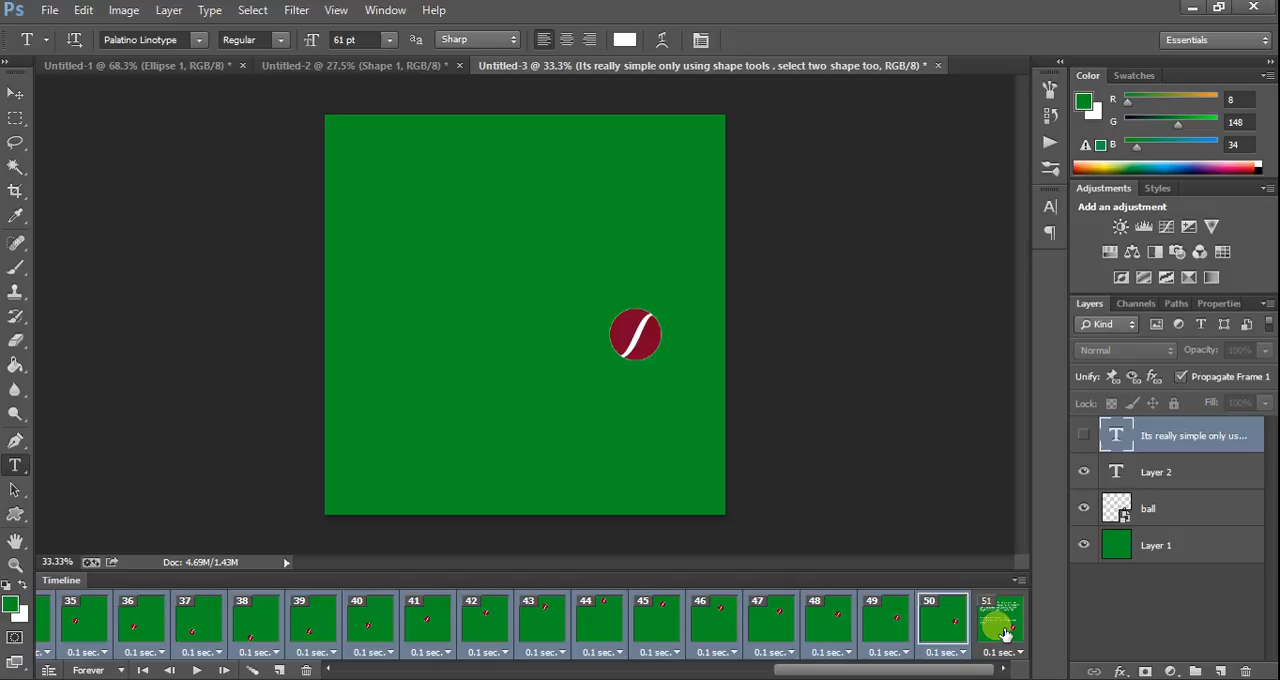 Ps File Edit Image Layer Type Select Filter View Window Help
T Palatino Linotype Regular 61 pt Sharp Essentials
Untitled-1 @ 68.3% (Ellipse 1, RGB/8) * × Untitled-2 @ 27.5% (Shape 1, RGB/8) * × Untitled-3 @ 33.3% (Its really simple only using shape tools . select two shape too, RGB/8) * ×
Color Swatches
R 8
G 148
B 34
Adjustments Styles
Add an adjustment
Layers Channels Paths Properties
Kind
Normal Opacity: 100%
Unify: Propagate Frame 1
Lock: Fill: 100%
Its really simple only us...
Layer 2
ball
Layer 1
33.33% Doc: 4.69M/1.43M
Timeline
35 36 37 38 39 40 41 42 43 44 45 46 47 48 49 50 51
0.1 sec. 0.1 sec. 0.1 sec. 0.1 sec. 0.1 sec. 0.1 sec. 0.1 sec. 0.1 sec. 0.1 sec. 0.1 sec. 0.1 sec. 0.1 sec. 0.1 sec. 0.1 sec. 0.1 sec. 0.1 sec. 0.1 sec.
Forever